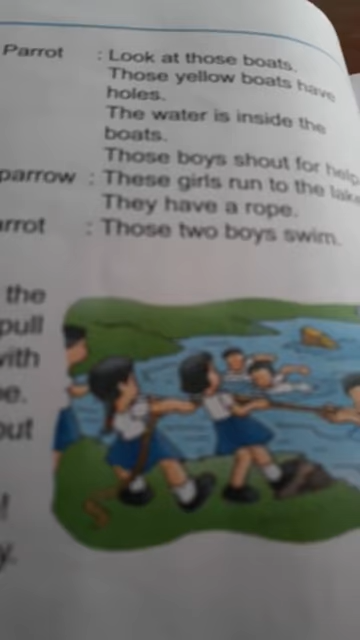 Parrot : Look at those boats.
Those yellow boats have
holes.
The water is inside the
boats.
Those boys shout for help
parrow : These girls run to the lake
They have a rope.
arrot : Those two boys swim.
the
pull
with
e.
out
!
y.